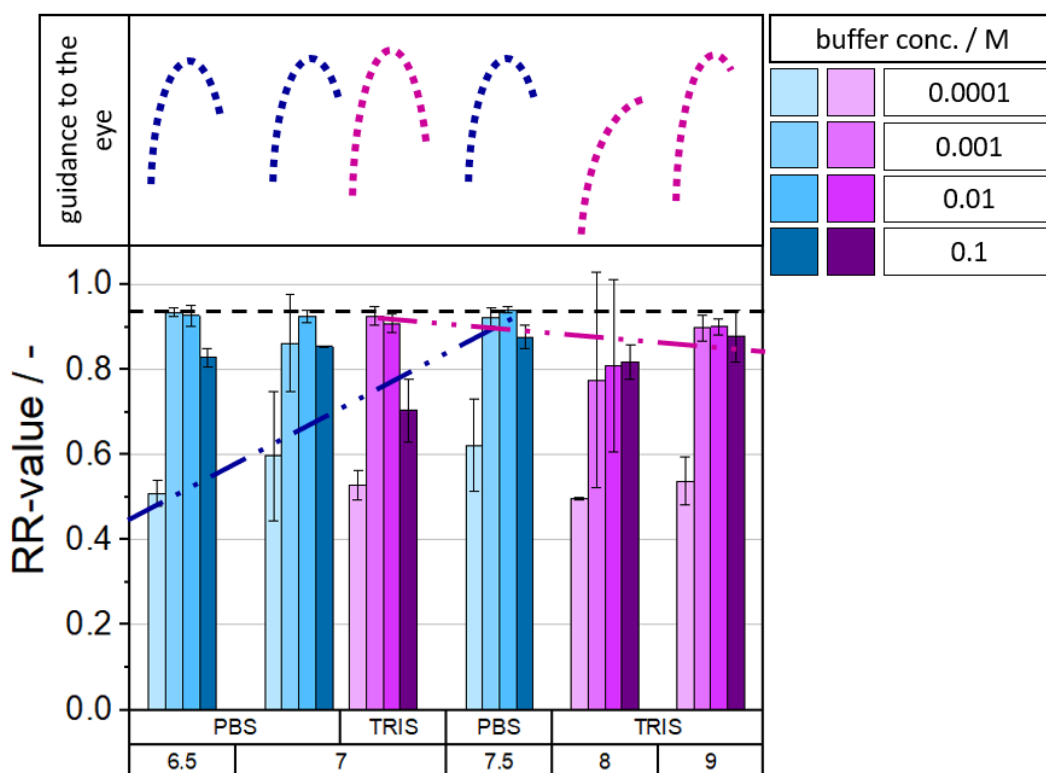 guidance to the
eye
buffer conc. / M
0.0001
0.001
0.01
0.1
RR-value / -
1.0
0.8
0.6
0.4
0.2
0.0
PBS TRIS PBS TRIS
6.5 7 7.5 8 9